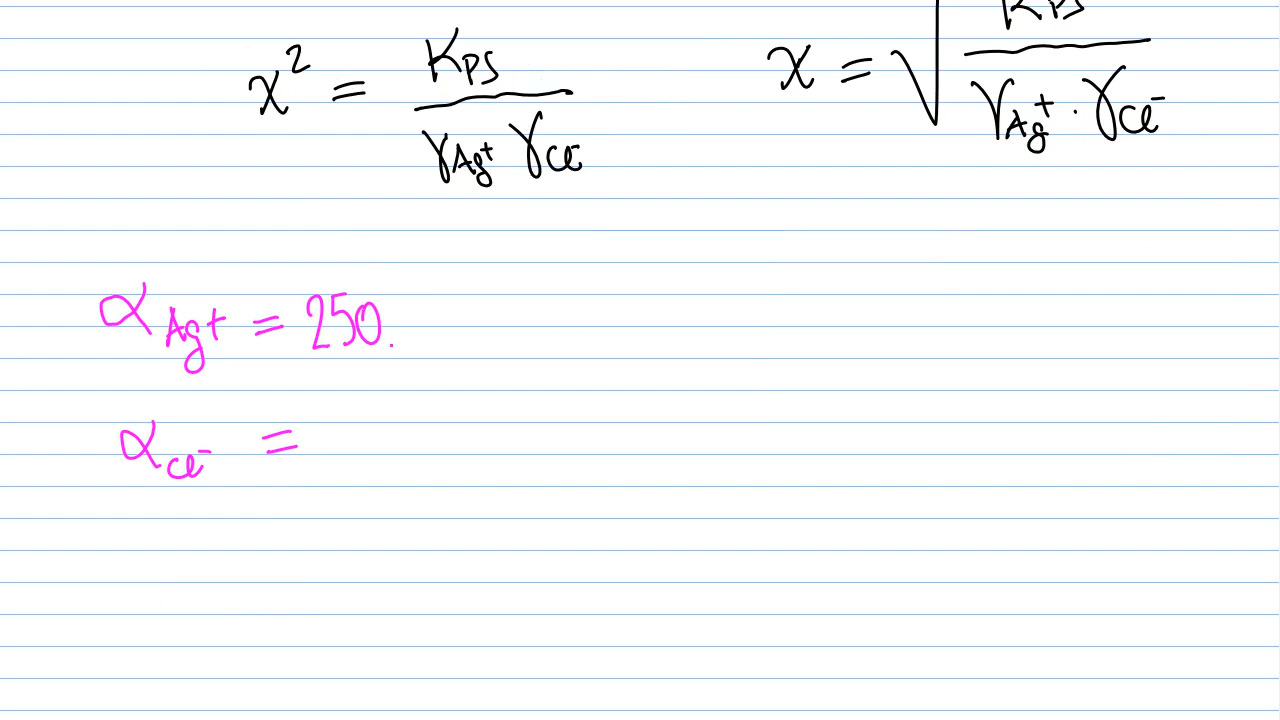 x² = Kps / γAg⁺ γCl⁻
x = √(Kps / γAg⁺ · γCl⁻)
αAg⁺ = 250.
αCl⁻ =